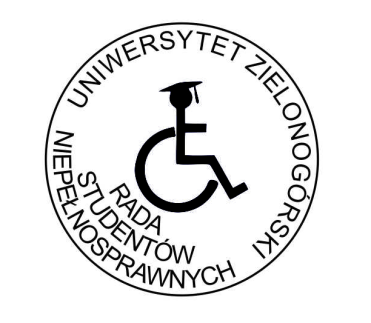 UNIWERSYTET ZIELONOGÓRSKI
RADA
STUDENTÓW
NIEPEŁNOSPRAWNYCH